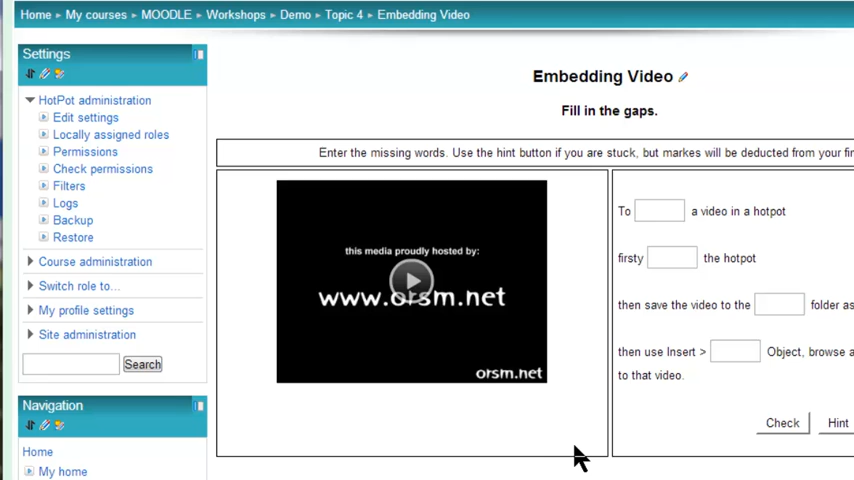 Home ▸ My courses ▸ MOODLE ▸ Workshops ▸ Demo ▸ Topic 4 ▸ Embedding Video
Settings
HotPot administration
Edit settings
Locally assigned roles
Permissions
Check permissions
Filters
Logs
Backup
Restore
Course administration
Switch role to...
My profile settings
Site administration
Search
Navigation
Home
My home
Embedding Video
Fill in the gaps.
Enter the missing words. Use the hint button if you are stuck, but markes will be deducted from your
this media proudly hosted by:
www.orsm.net
orsm.net
To a video in a hotpot
firsty the hotpot
then save the video to the folder as
then use Insert > Object, browse
to that video.
Check Hint